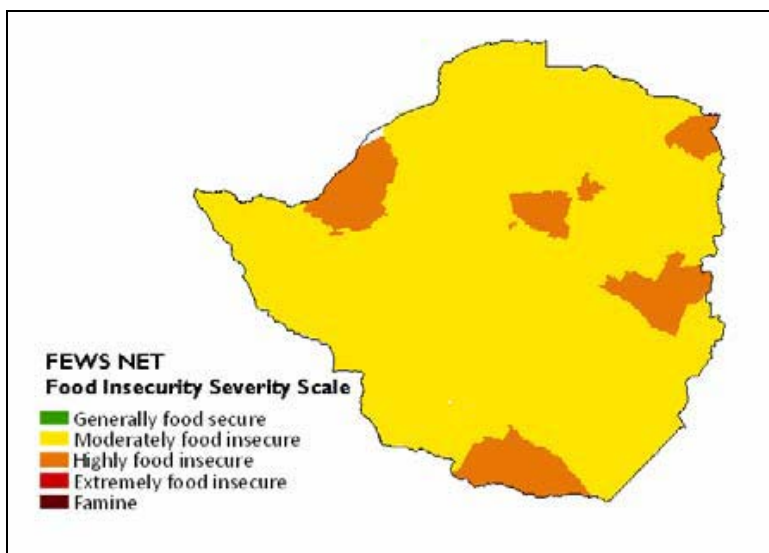 FEWS NET
Food Insecurity Severity Scale
Generally food secure
Moderately food insecure
Highly food insecure
Extremely food insecure
Famine